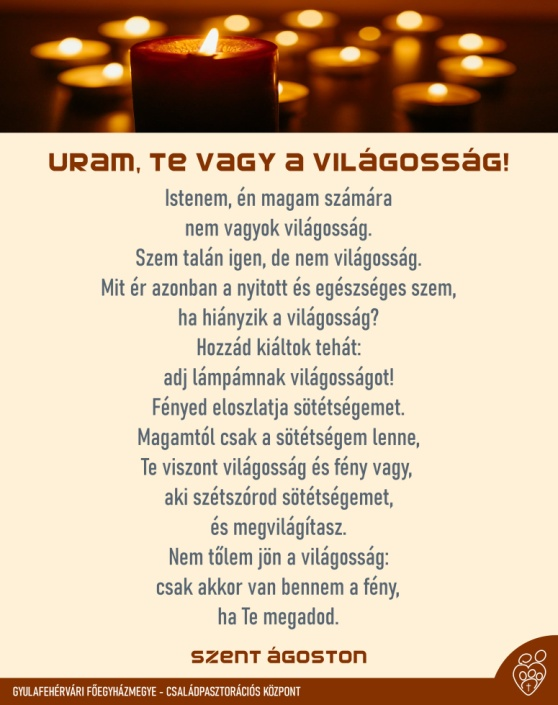 URAM, TE VAGY A VILÁGOSSÁG!
Istenem, én magam számára
nem vagyok világosság.
Szem talán igen, de nem világosság.
Mit ér azonban a nyitott és egészséges szem,
ha hiányzik a világosság?
Hozzád kiáltok tehát:
adj lámpámnak világosságot!
Fényed eloszlatja sötétségemet.
Magamtól csak a sötétségem lenne,
Te viszont világosság és fény vagy,
aki szétszórod sötétségemet,
és megvilágítasz.
Nem tőlem jön a világosság:
csak akkor van bennem a fény,
ha Te megadod.
SZENT ÁGOSTON
GYULAFEHÉRVÁRI FŐEGYHÁZMEGYE - CSALÁDPASZTORÁCIÓS KÖZPONT